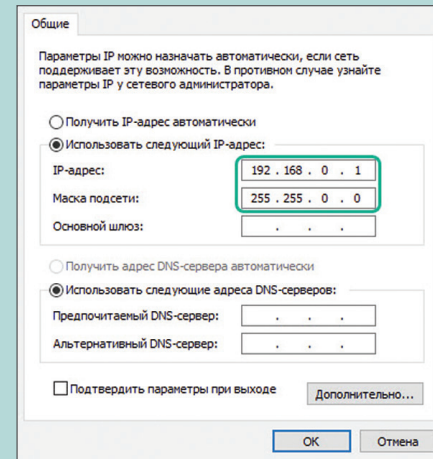 Общие
Параметры IP можно назначать автоматически, если сеть
поддерживает эту возможность. В противном случае узнайте
параметры IP у сетевого администратора.
Получить IP-адрес автоматически
Использовать следующий IP-адрес:
IP-адрес: 192 . 168 . 0 . 1
Маска подсети: 255 . 255 . 0 . 0
Основной шлюз: . . .
Получить адрес DNS-сервера автоматически
Использовать следующие адреса DNS-серверов:
Предпочитаемый DNS-сервер: . . .
Альтернативный DNS-сервер: . . .
Подтвердить параметры при выходе
Дополнительно...
ОК Отмена